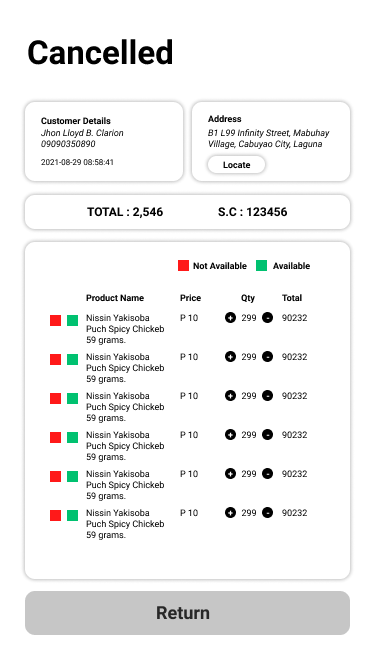 Cancelled
Customer Details
Jhon Lloyd B. Clarion
09090350890
2021-08-29 08:58:41
Address
B1 L99 Infinity Street, Mabuhay
Village, Cabuyao City, Laguna
Locate
TOTAL : 2,546 S.C : 123456
Not Available Available
Product Name Price Qty Total
Nissin Yakisoba P 10 + 299 - 90232
Puch Spicy Chickeb
59 grams.
Nissin Yakisoba P 10 + 299 - 90232
Puch Spicy Chickeb
59 grams.
Nissin Yakisoba P 10 + 299 - 90232
Puch Spicy Chickeb
59 grams.
Nissin Yakisoba P 10 + 299 - 90232
Puch Spicy Chickeb
59 grams.
Nissin Yakisoba P 10 + 299 - 90232
Puch Spicy Chickeb
59 grams.
Nissin Yakisoba P 10 + 299 - 90232
Puch Spicy Chickeb
59 grams.
Return